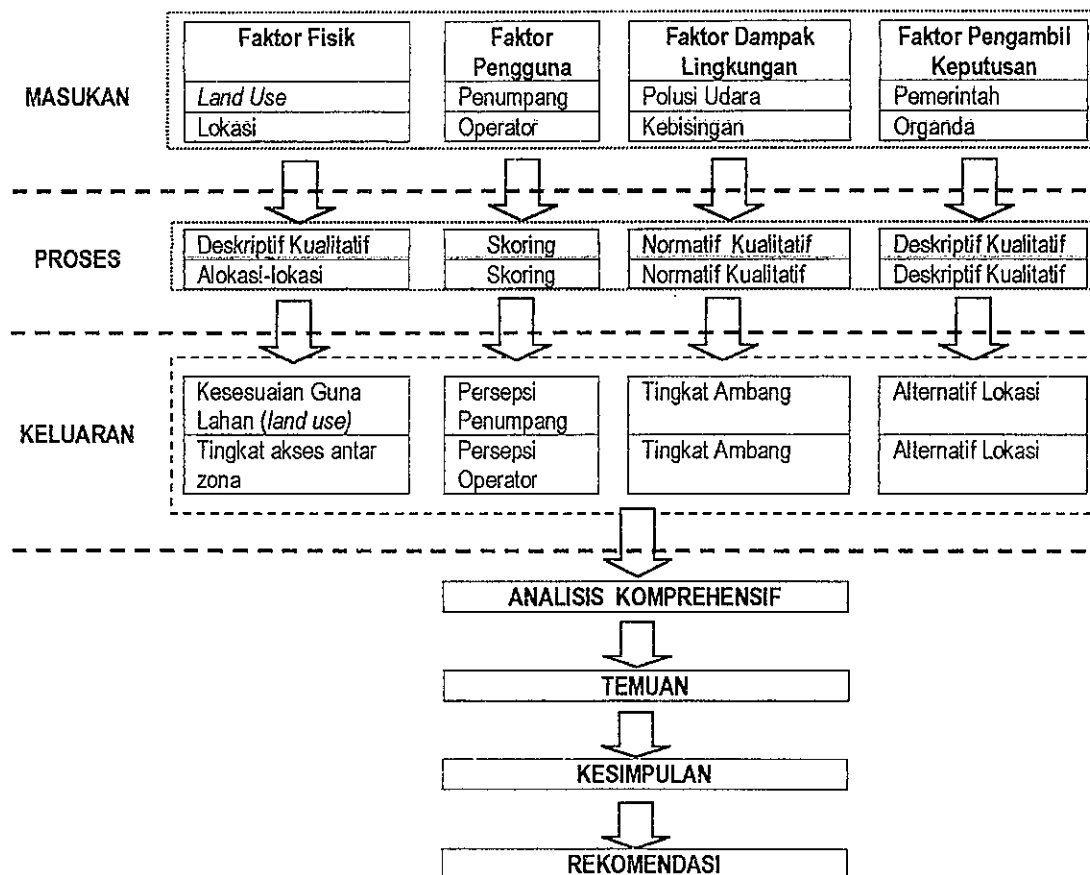 Faktor Fisik
Faktor
Pengguna
Faktor Dampak
Lingkungan
Faktor Pengambil
Keputusan
MASUKAN
Land Use
Penumpang
Polusi Udara
Pemerintah
Lokasi
Operator
Kebisingan
Organda
PROSES
Deskriptif Kualitatif
Skoring
Normatif Kualitatif
Deskriptif Kualitatif
Alokasi-lokasi
Skoring
Normatif Kualitatif
Deskriptif Kualitatif
KELUARAN
Kesesuaian Guna
Lahan (land use)
Persepsi
Penumpang
Tingkat Ambang
Alternatif Lokasi
Tingkat akses antar
zona
Persepsi
Operator
Tingkat Ambang
Alternatif Lokasi
ANALISIS KOMPREHENSIF
TEMUAN
KESIMPULAN
REKOMENDASI